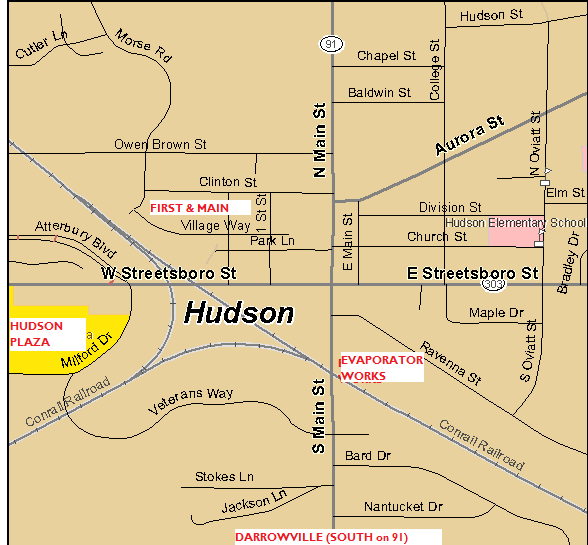 Hudson St
Cutler Ln
Morse Rd
91
Chapel St
College St
Baldwin St
N Main St
Aurora St
N Oviatt St
Owen Brown St
Clinton St
Elm St
FIRST & MAIN
1 St St
Division St
Village Way
Hudson Elementary School
Atterbury Blvd
Park Ln
E Main St
Church St
Bradley Dr
W Streetsboro St
E Streetsboro St
303
Hudson
Maple Dr
HUDSON
PLAZA
a
Milford Dr
Ravenna St
S Oviatt St
EVAPORATOR
WORKS
Conrail Railroad
Veterans Way
S Main St
Conrail Railroad
Bard Dr
Stokes Ln
Jackson Ln
Nantucket Dr
DARROWVILLE (SOUTH on 91)